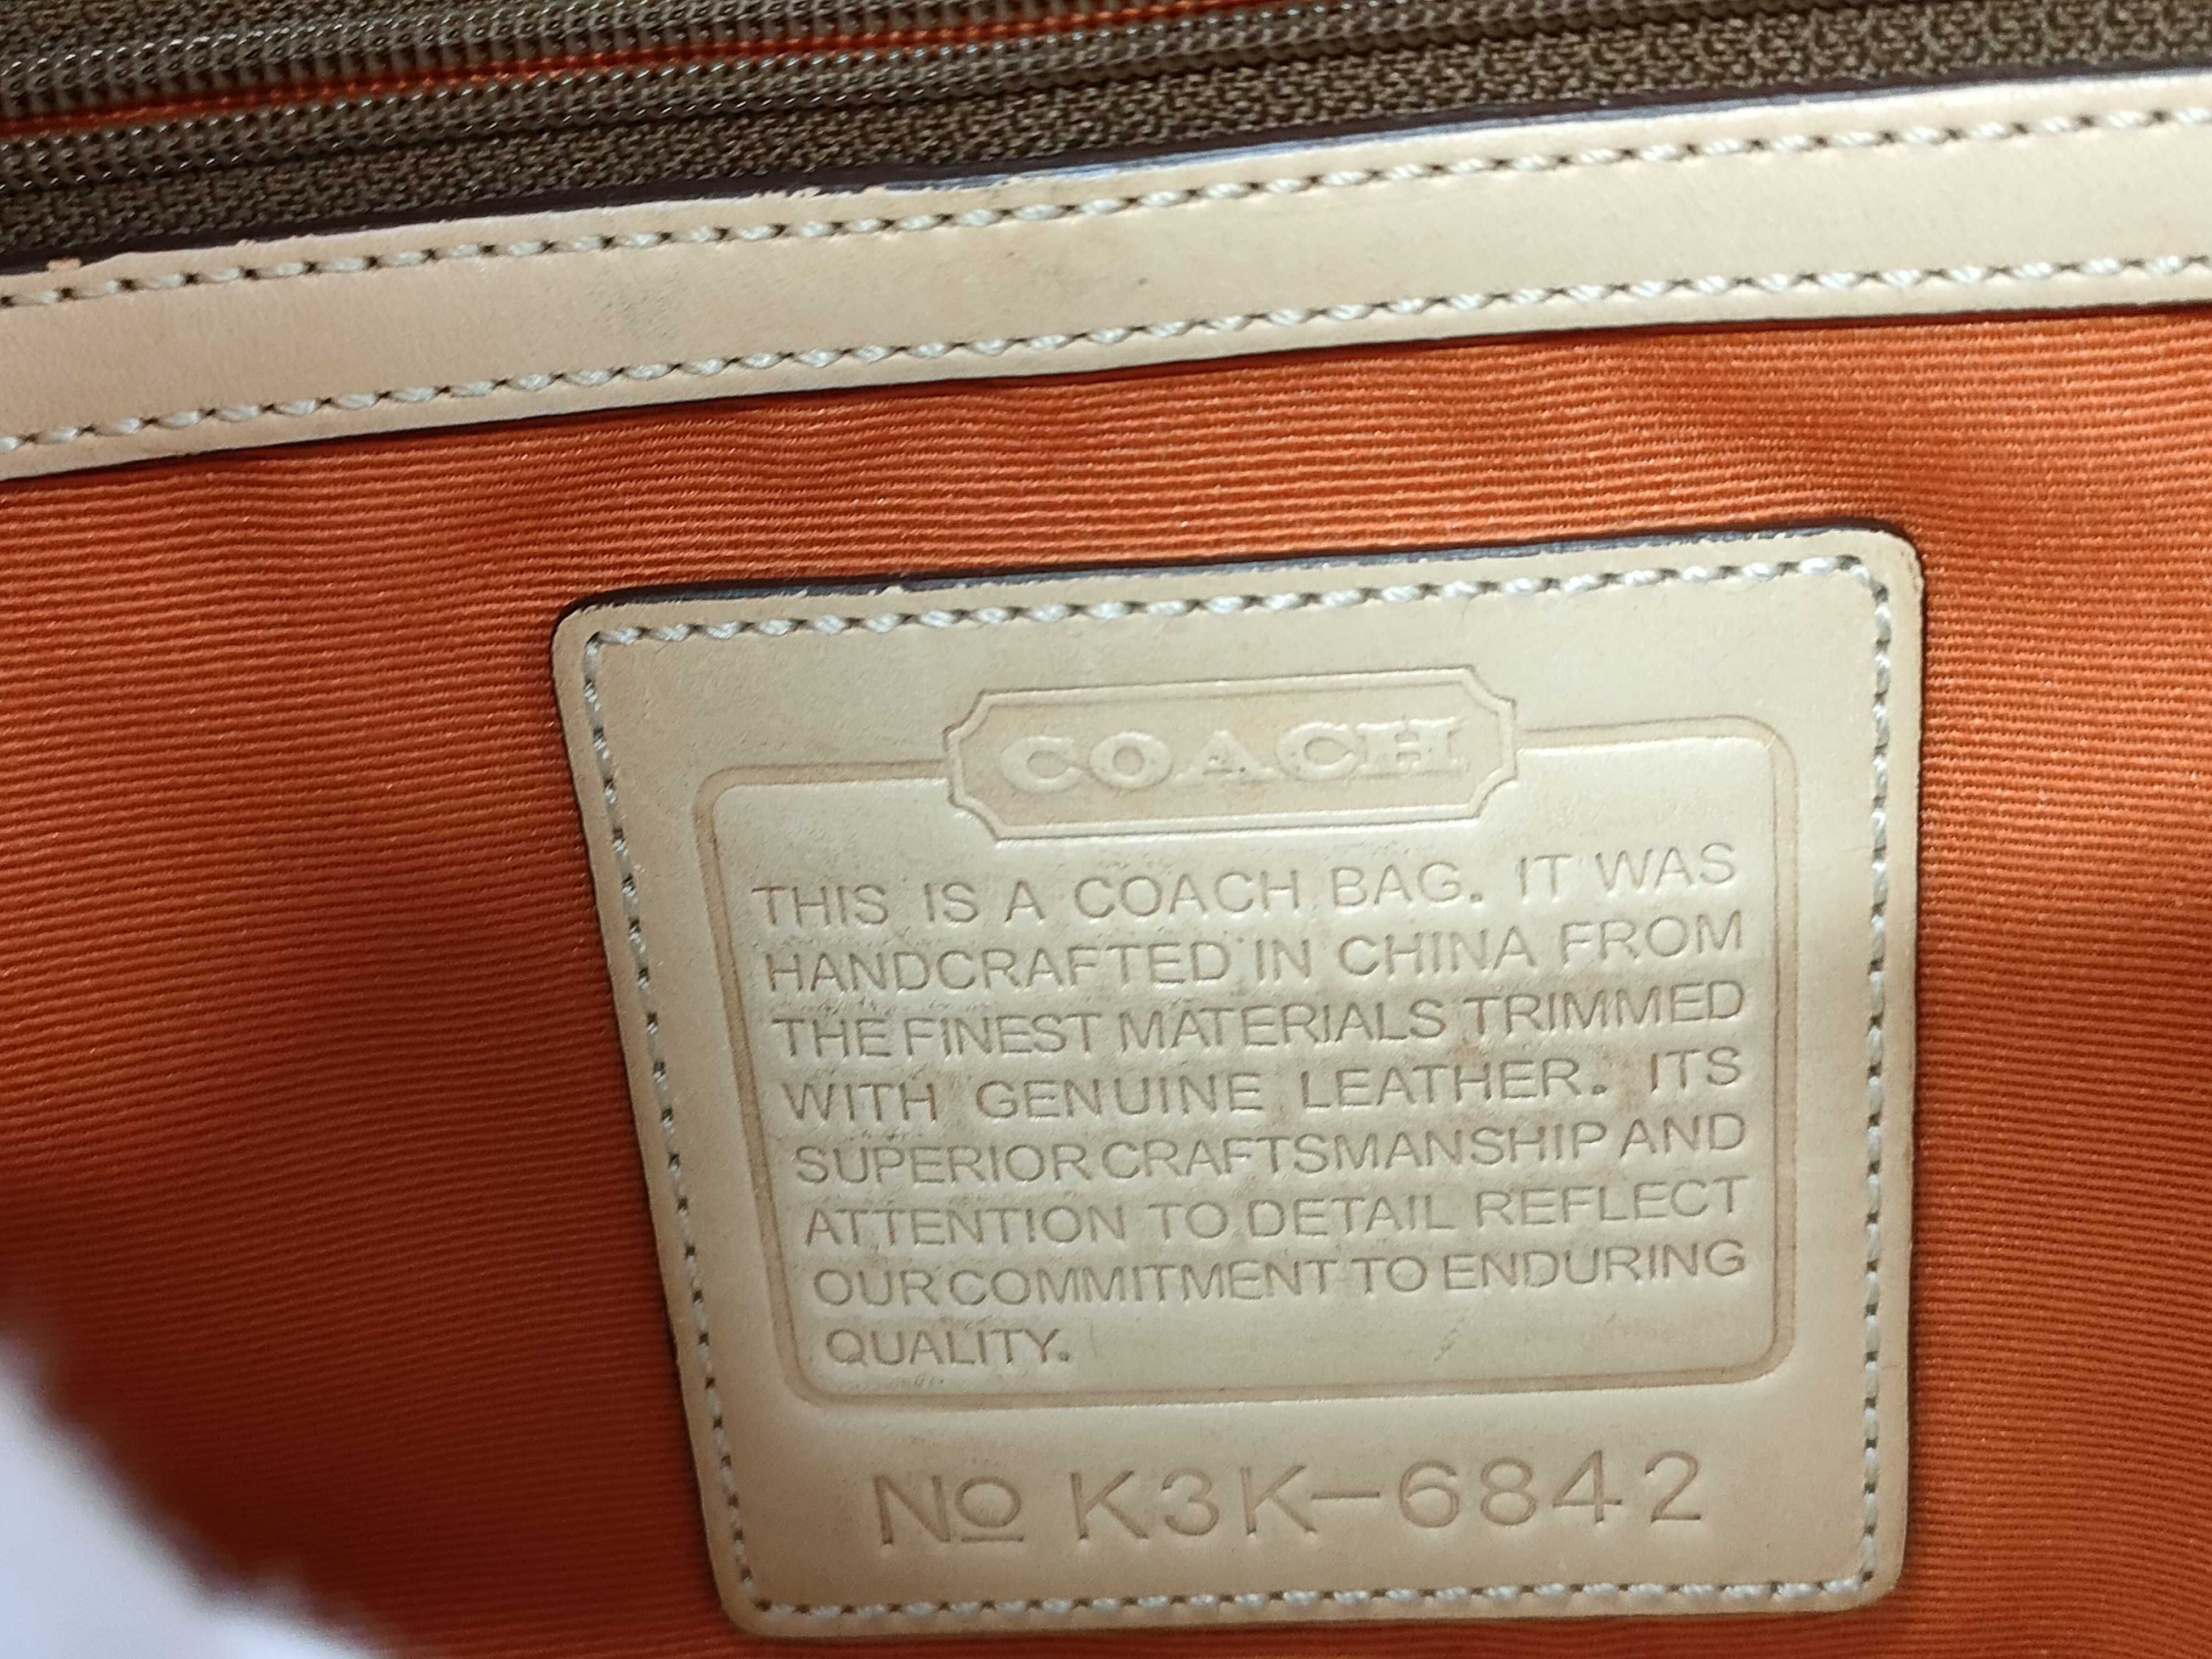 COACH
THIS IS A COACH BAG. IT WAS
HANDCRAFTED IN CHINA FROM
THE FINEST MATERIALS TRIMMED
WITH GENUINE LEATHER. ITS
SUPERIOR CRAFTSMANSHIP AND
ATTENTION TO DETAIL REFLECT
OUR COMMITMENT TO ENDURING
QUALITY.
No K3K-6842